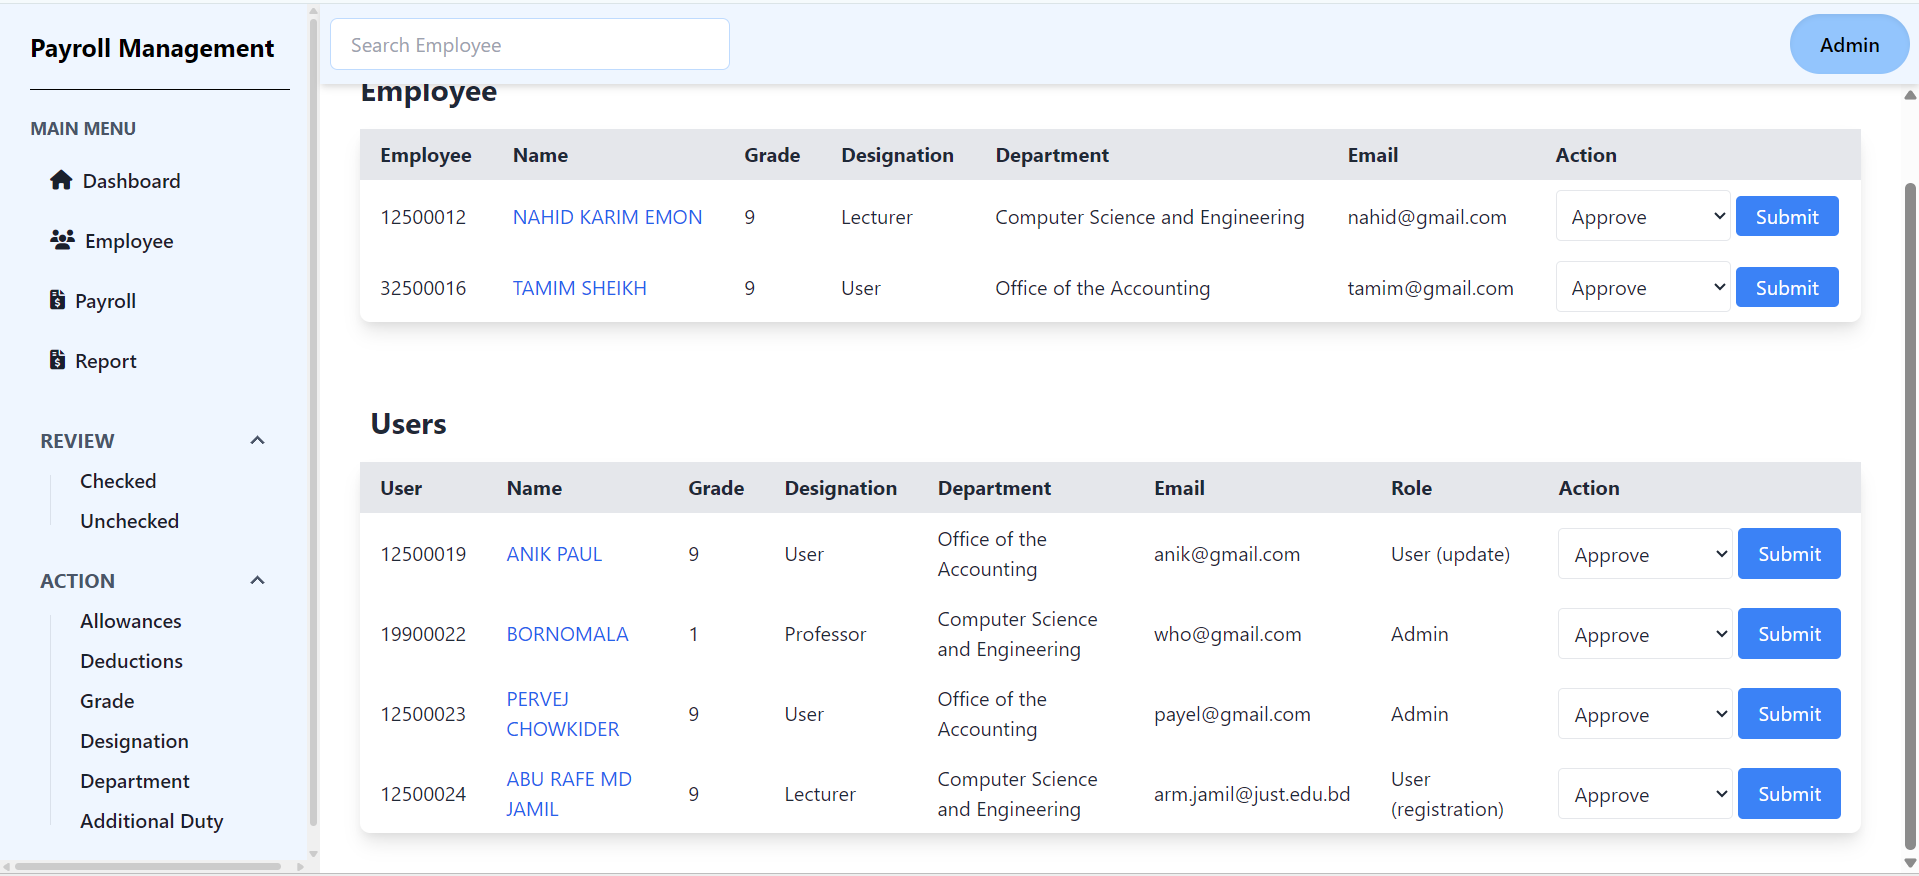 Payroll Management
MAIN MENU
Dashboard
Employee
Payroll
Report
REVIEW
Checked
Unchecked
ACTION
Allowances
Deductions
Grade
Designation
Department
Additional Duty
Search Employee
Admin
Employee
Employee Name Grade Designation Department Email Action
12500012 NAHID KARIM EMON 9 Lecturer Computer Science and Engineering nahid@gmail.com Approve Submit
32500016 TAMIM SHEIKH 9 User Office of the Accounting tamim@gmail.com Approve Submit
Users
User Name Grade Designation Department Email Role Action
12500019 ANIK PAUL 9 User Office of the
Accounting anik@gmail.com User (update) Approve Submit
19900022 BORNOMALA 1 Professor Computer Science
and Engineering who@gmail.com Admin Approve Submit
12500023 PERVEJ
CHOWKIDER 9 User Office of the
Accounting payel@gmail.com Admin Approve Submit
12500024 ABU RAFE MD
JAMIL 9 Lecturer Computer Science
and Engineering arm.jamil@just.edu.bd User
(registration) Approve Submit